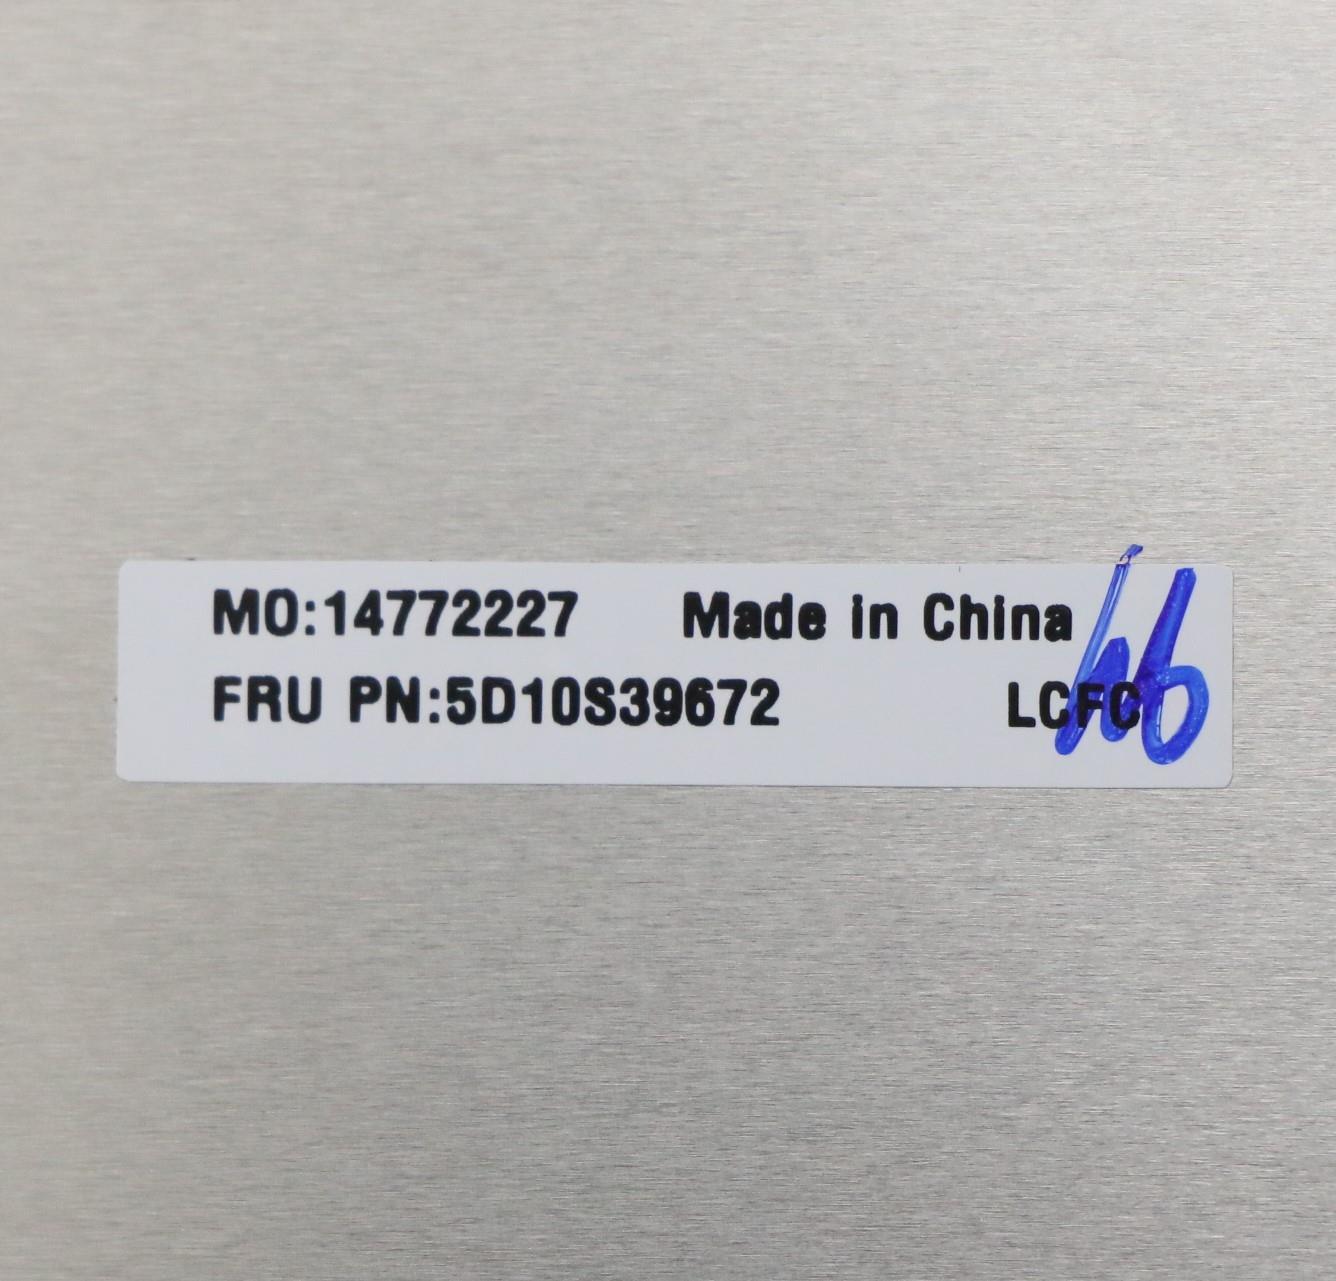 MO:14772227 Made in China
FRU PN:5D10S39672 LCFC